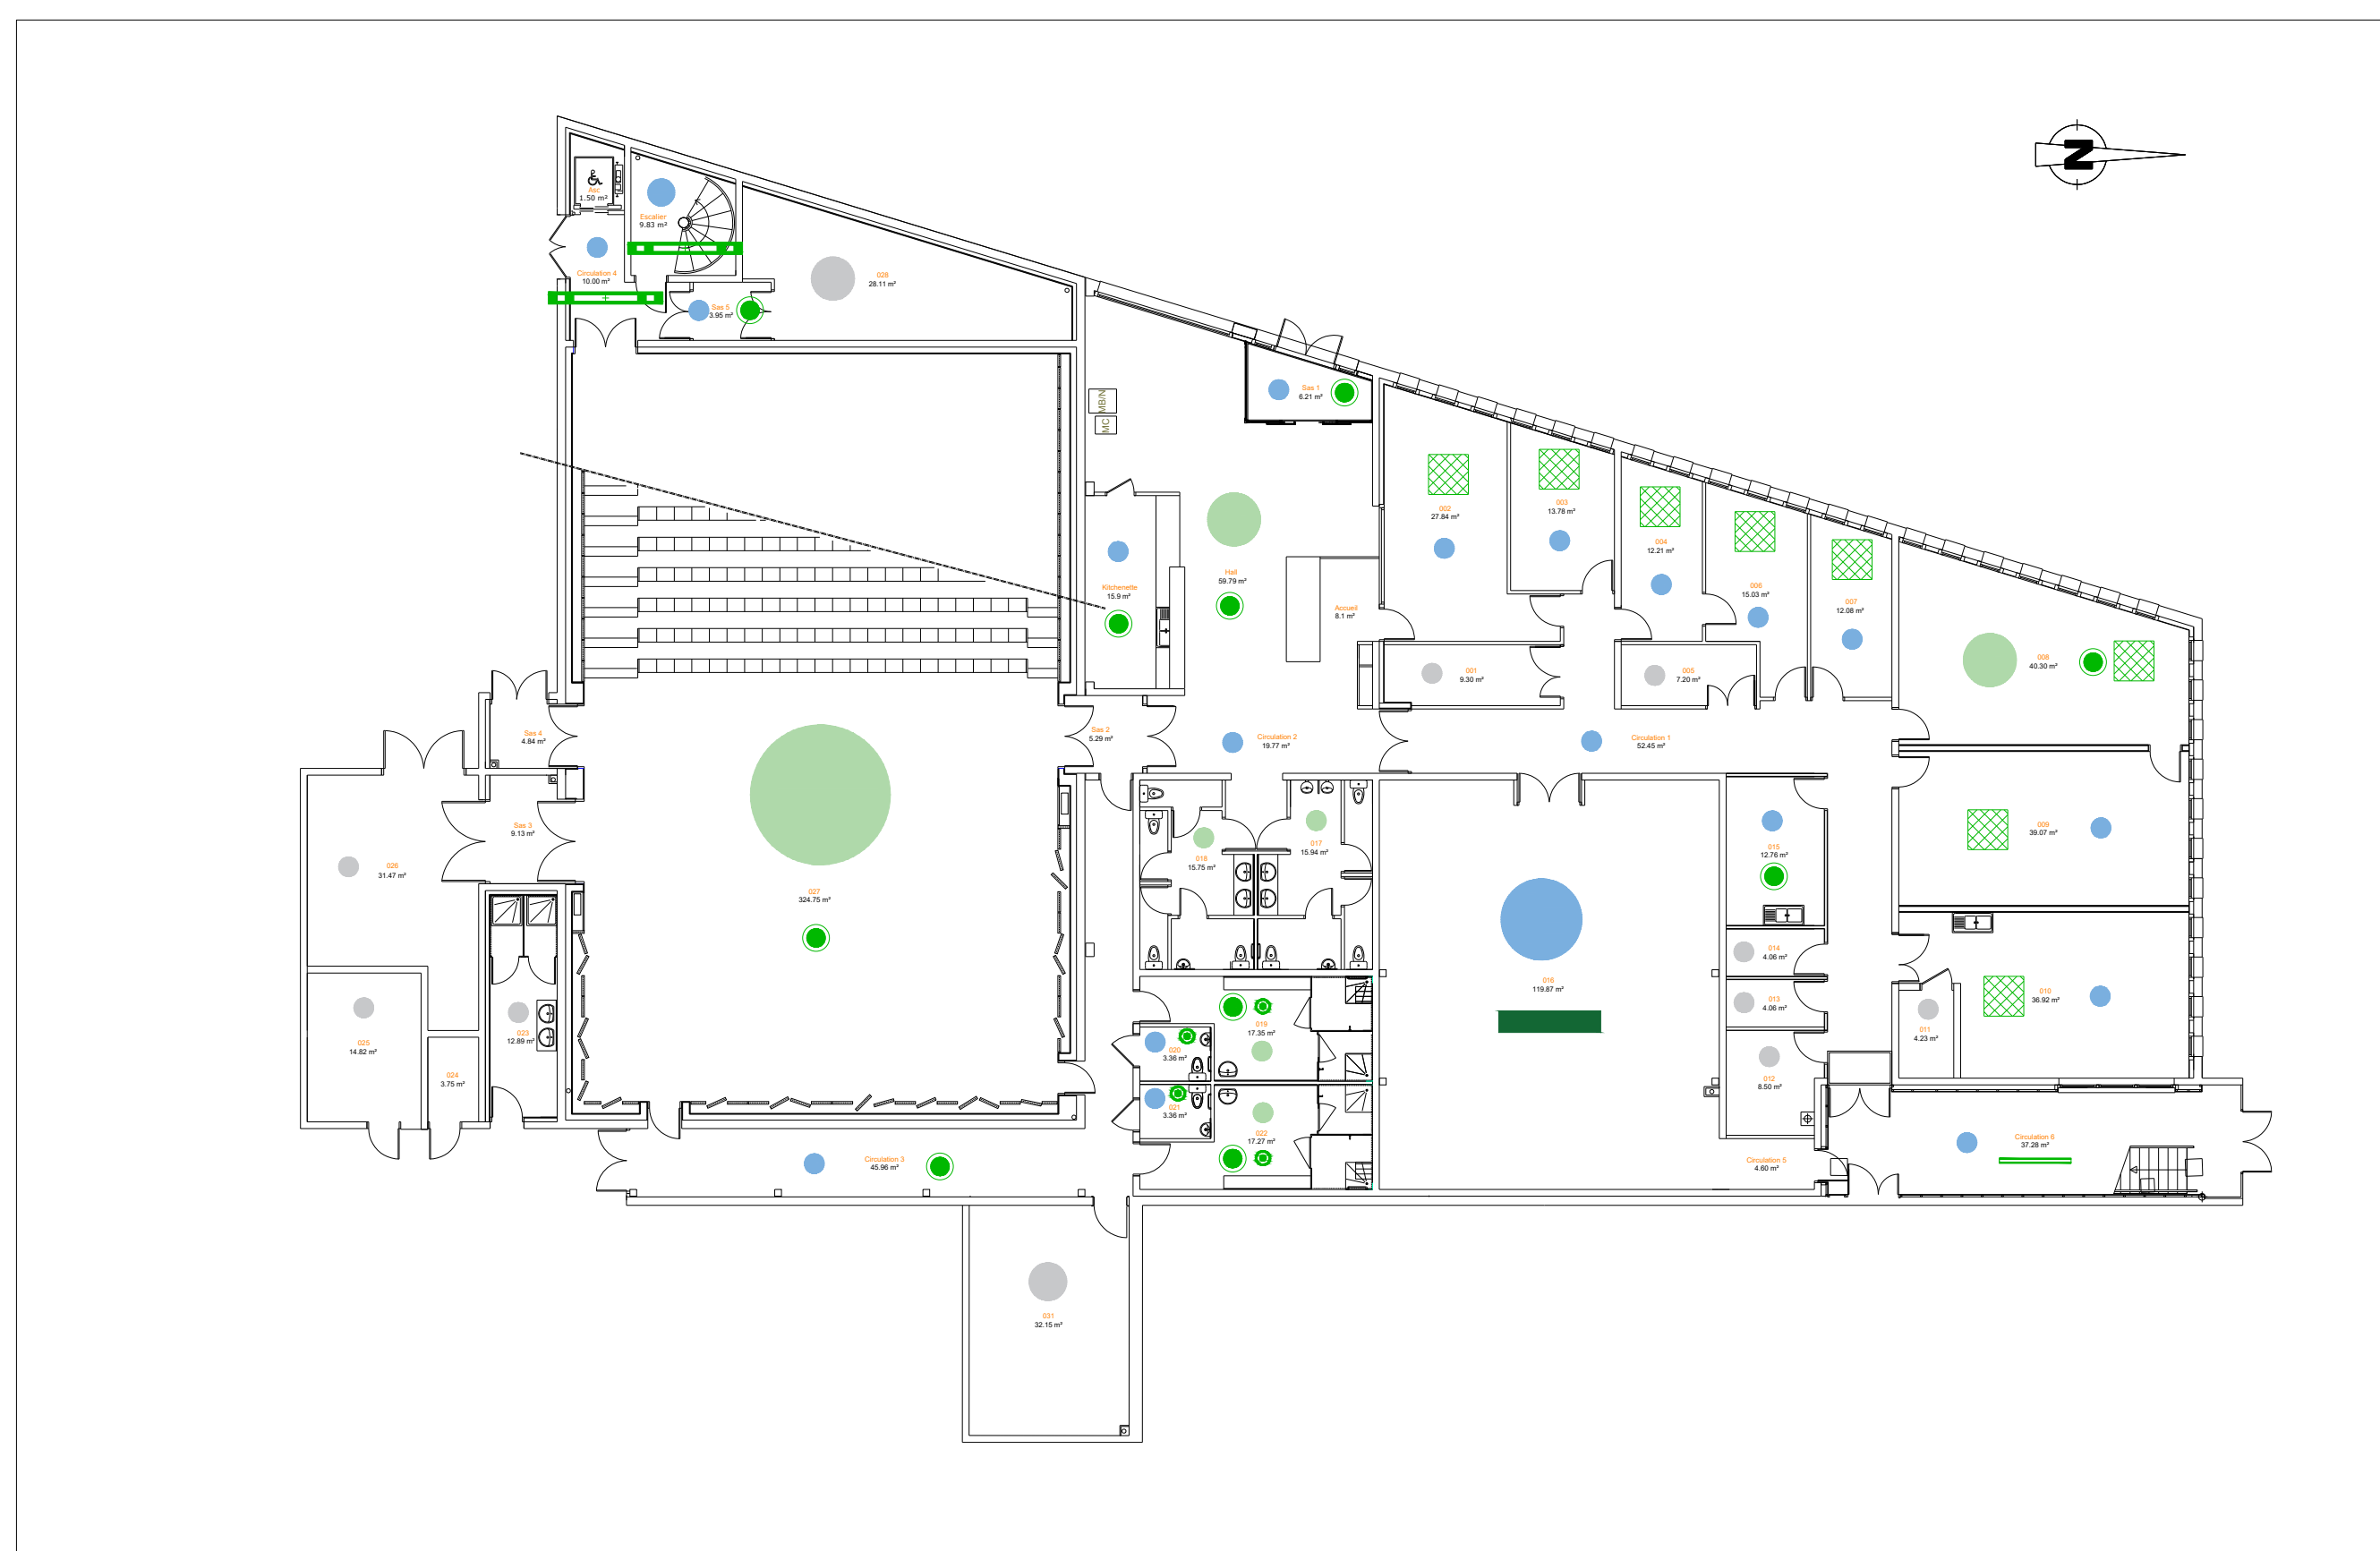 N
Asc
1.50 m²
Escalier
9.83 m²
Circulation 4
10.00 m²
028
28.11 m²
Sas 5
3.95 m²
MB/N
MC
Sas 1
6.21 m²
002
27.84 m²
003
13.78 m²
004
12.21 m²
006
15.03 m²
007
12.08 m²
Hall
59.79 m²
Kitchenette
15.9 m²
Accueil
8.1 m²
001
9.30 m²
005
7.20 m²
008
40.30 m²
Sas 4
4.84 m²
Sas 2
5.29 m²
Circulation 2
19.77 m²
Circulation 1
52.45 m²
Sas 3
9.13 m²
026
31.47 m²
027
324.75 m²
018
15.75 m²
017
15.94 m²
015
12.76 m²
009
39.07 m²
014
4.06 m²
016
119.87 m²
013
4.06 m²
010
36.92 m²
011
4.23 m²
023
12.89 m²
025
14.82 m²
024
3.75 m²
019
17.35 m²
020
3.36 m²
012
8.50 m²
021
3.36 m²
022
17.27 m²
Circulation 3
45.96 m²
Circulation 5
4.60 m²
Circulation 6
37.28 m²
031
32.15 m²